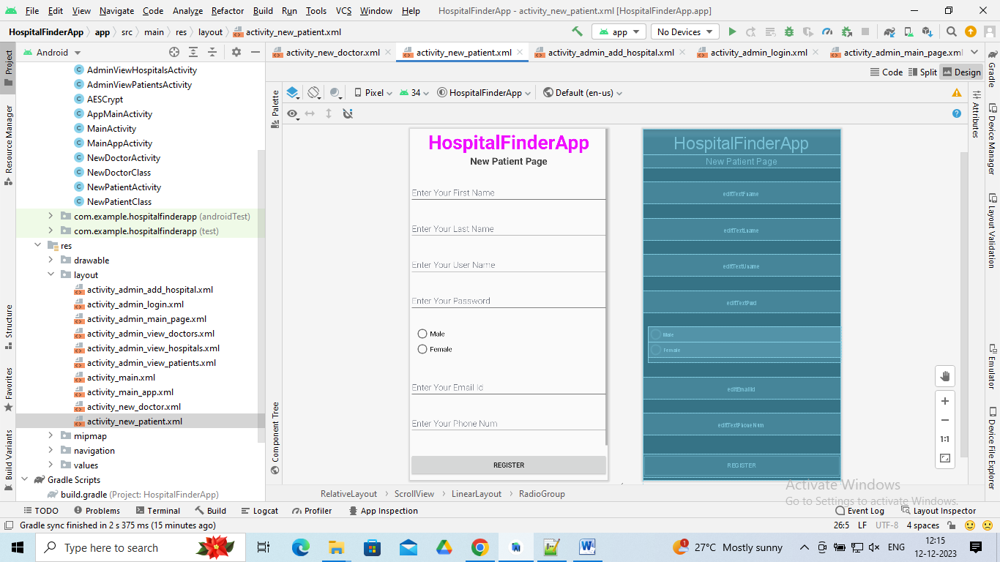 File Edit View Navigate Code Analyze Refactor Build Run Tools VCS Window Help HospitalFinderApp - activity_new_patient.xml [HospitalFinderApp.app]
HospitalFinderApp app src main res layout activity_new_patient.xml app No Devices
Project
Resource Manager
Structure
Favorites
Build Variants
Android
AdminViewHospitalsActivity
AdminViewPatientsActivity
AESCrypt
AppMainActivity
MainActivity
MainAppActivity
NewDoctorActivity
NewDoctorClass
NewPatientActivity
NewPatientClass
com.example.hospitalfinderapp (androidTest)
com.example.hospitalfinderapp (test)
res
drawable
layout
activity_admin_add_hospital.xml
activity_admin_login.xml
activity_admin_main_page.xml
activity_admin_view_doctors.xml
activity_admin_view_hospitals.xml
activity_admin_view_patients.xml
activity_main.xml
activity_main_app.xml
activity_new_doctor.xml
activity_new_patient.xml
mipmap
navigation
values
Gradle Scripts
build.gradle (Project: HospitalFinderApp)
activity_new_doctor.xml activity_new_patient.xml activity_admin_add_hospital.xml activity_admin_login.xml activity_admin_main_page.xml
Code Split Design
Palette
Component Tree
Pixel 34 HospitalFinderApp Default (en-us)
HospitalFinderApp
New Patient Page
Enter Your First Name
Enter Your Last Name
Enter Your User Name
Enter Your Password
Male
Female
Enter Your Email Id
Enter Your Phone Num
REGISTER
HospitalFinderApp
New Patient Page
editTextFname
editTextLname
editTextUname
editTextPwd
Male
Female
editEmailId
editTextPhoneNum
REGISTER
1:1
Attributes
Gradle
Device Manager
Layout Validation
Emulator
Device File Explorer
Activate Windows
Go to Settings to activate Windows.
RelativeLayout ScrollView LinearLayout RadioGroup
TODO Problems Terminal Build Logcat Profiler App Inspection Event Log Layout Inspector
Gradle sync finished in 2 s 375 ms (15 minutes ago) 26:5 LF UTF-8 4 spaces
Type here to search 27°C Mostly sunny ENG 12:15
12-12-2023